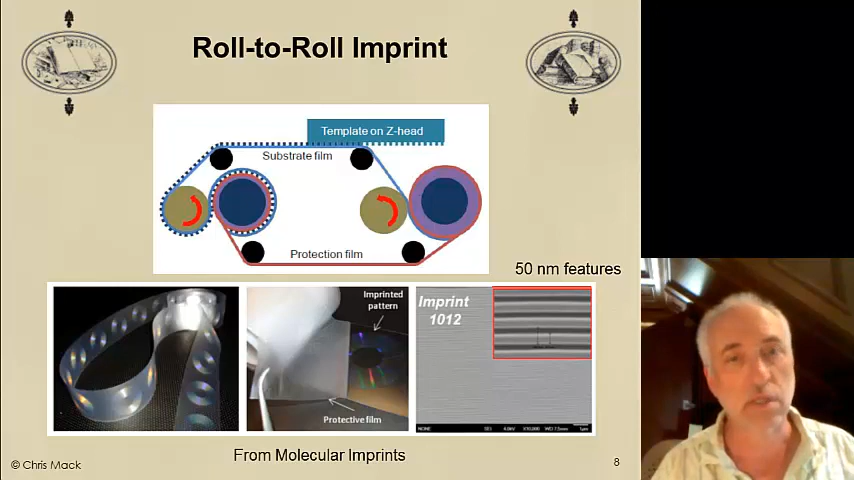 Roll-to-Roll Imprint
Template on Z-head
Substrate film
Protection film
50 nm features
Imprinted
pattern
Protective film
Imprint
1012
From Molecular Imprints
© Chris Mack
8